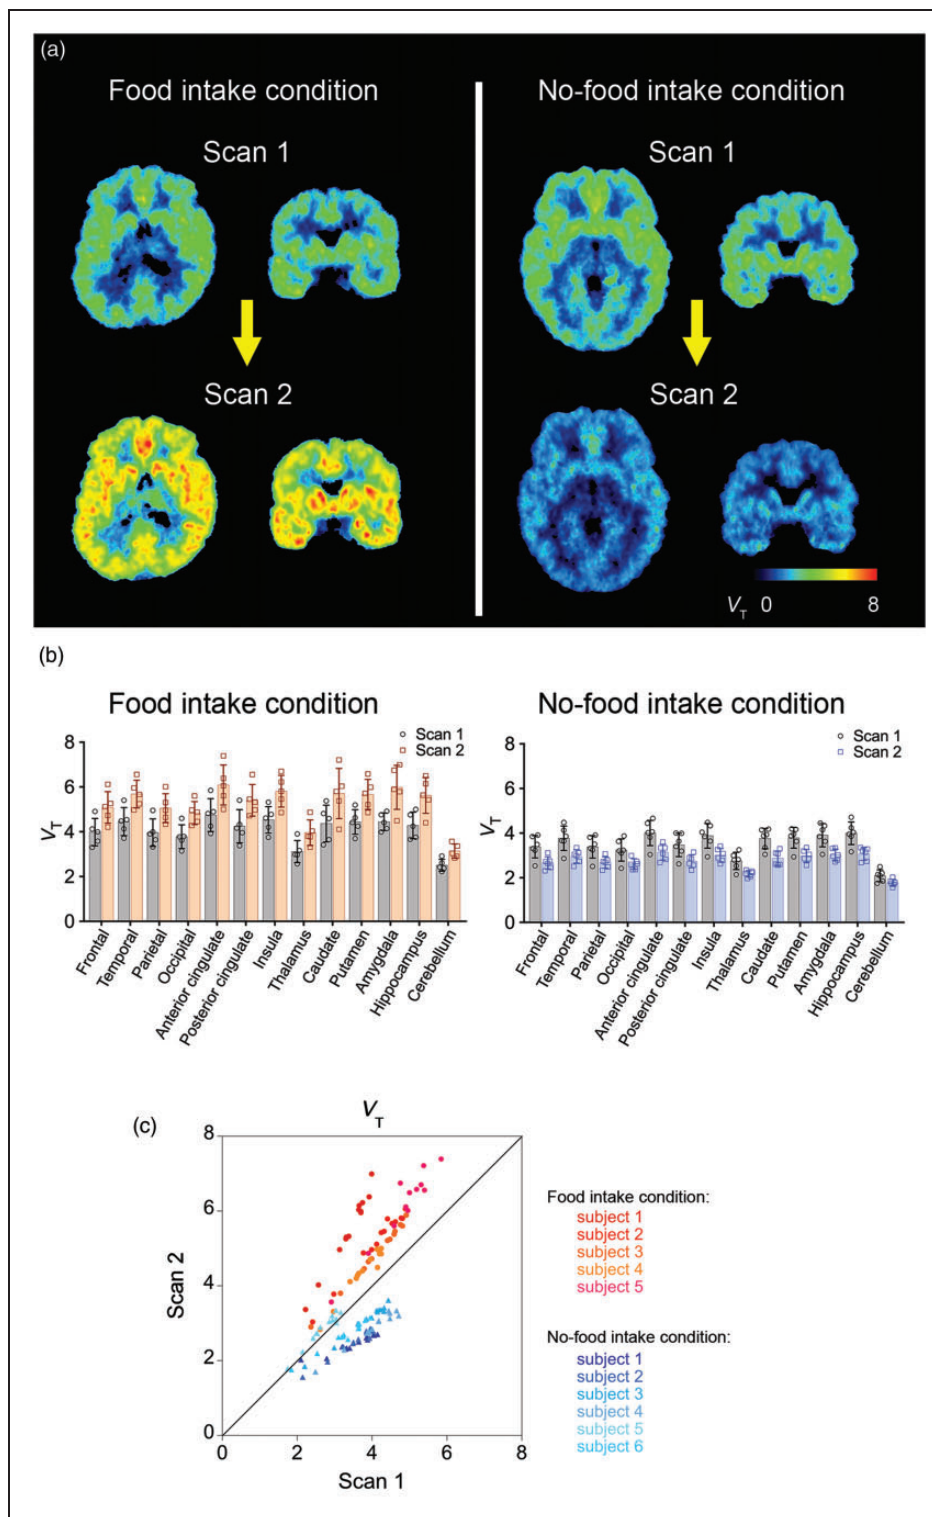 (a)
Food intake condition
No-food intake condition
Scan 1
Scan 1
Scan 2
Scan 2
VT 0 8
(b)
Food intake condition
No-food intake condition
Scan 1
Scan 2
Scan 1
Scan 2
VT
8
6
4
2
0
VT
8
6
4
2
0
Frontal
Temporal
Parietal
Occipital
Anterior cingulate
Posterior cingulate
Insula
Thalamus
Caudate
Putamen
Amygdala
Hippocampus
Cerebellum
Frontal
Temporal
Parietal
Occipital
Anterior cingulate
Posterior cingulate
Insula
Thalamus
Caudate
Putamen
Amygdala
Hippocampus
Cerebellum
(c)
VT
Scan 2
8
6
4
2
0
0 2 4 6 8
Scan 1
Food intake condition:
subject 1
subject 2
subject 3
subject 4
subject 5
No-food intake condition:
subject 1
subject 2
subject 3
subject 4
subject 5
subject 6